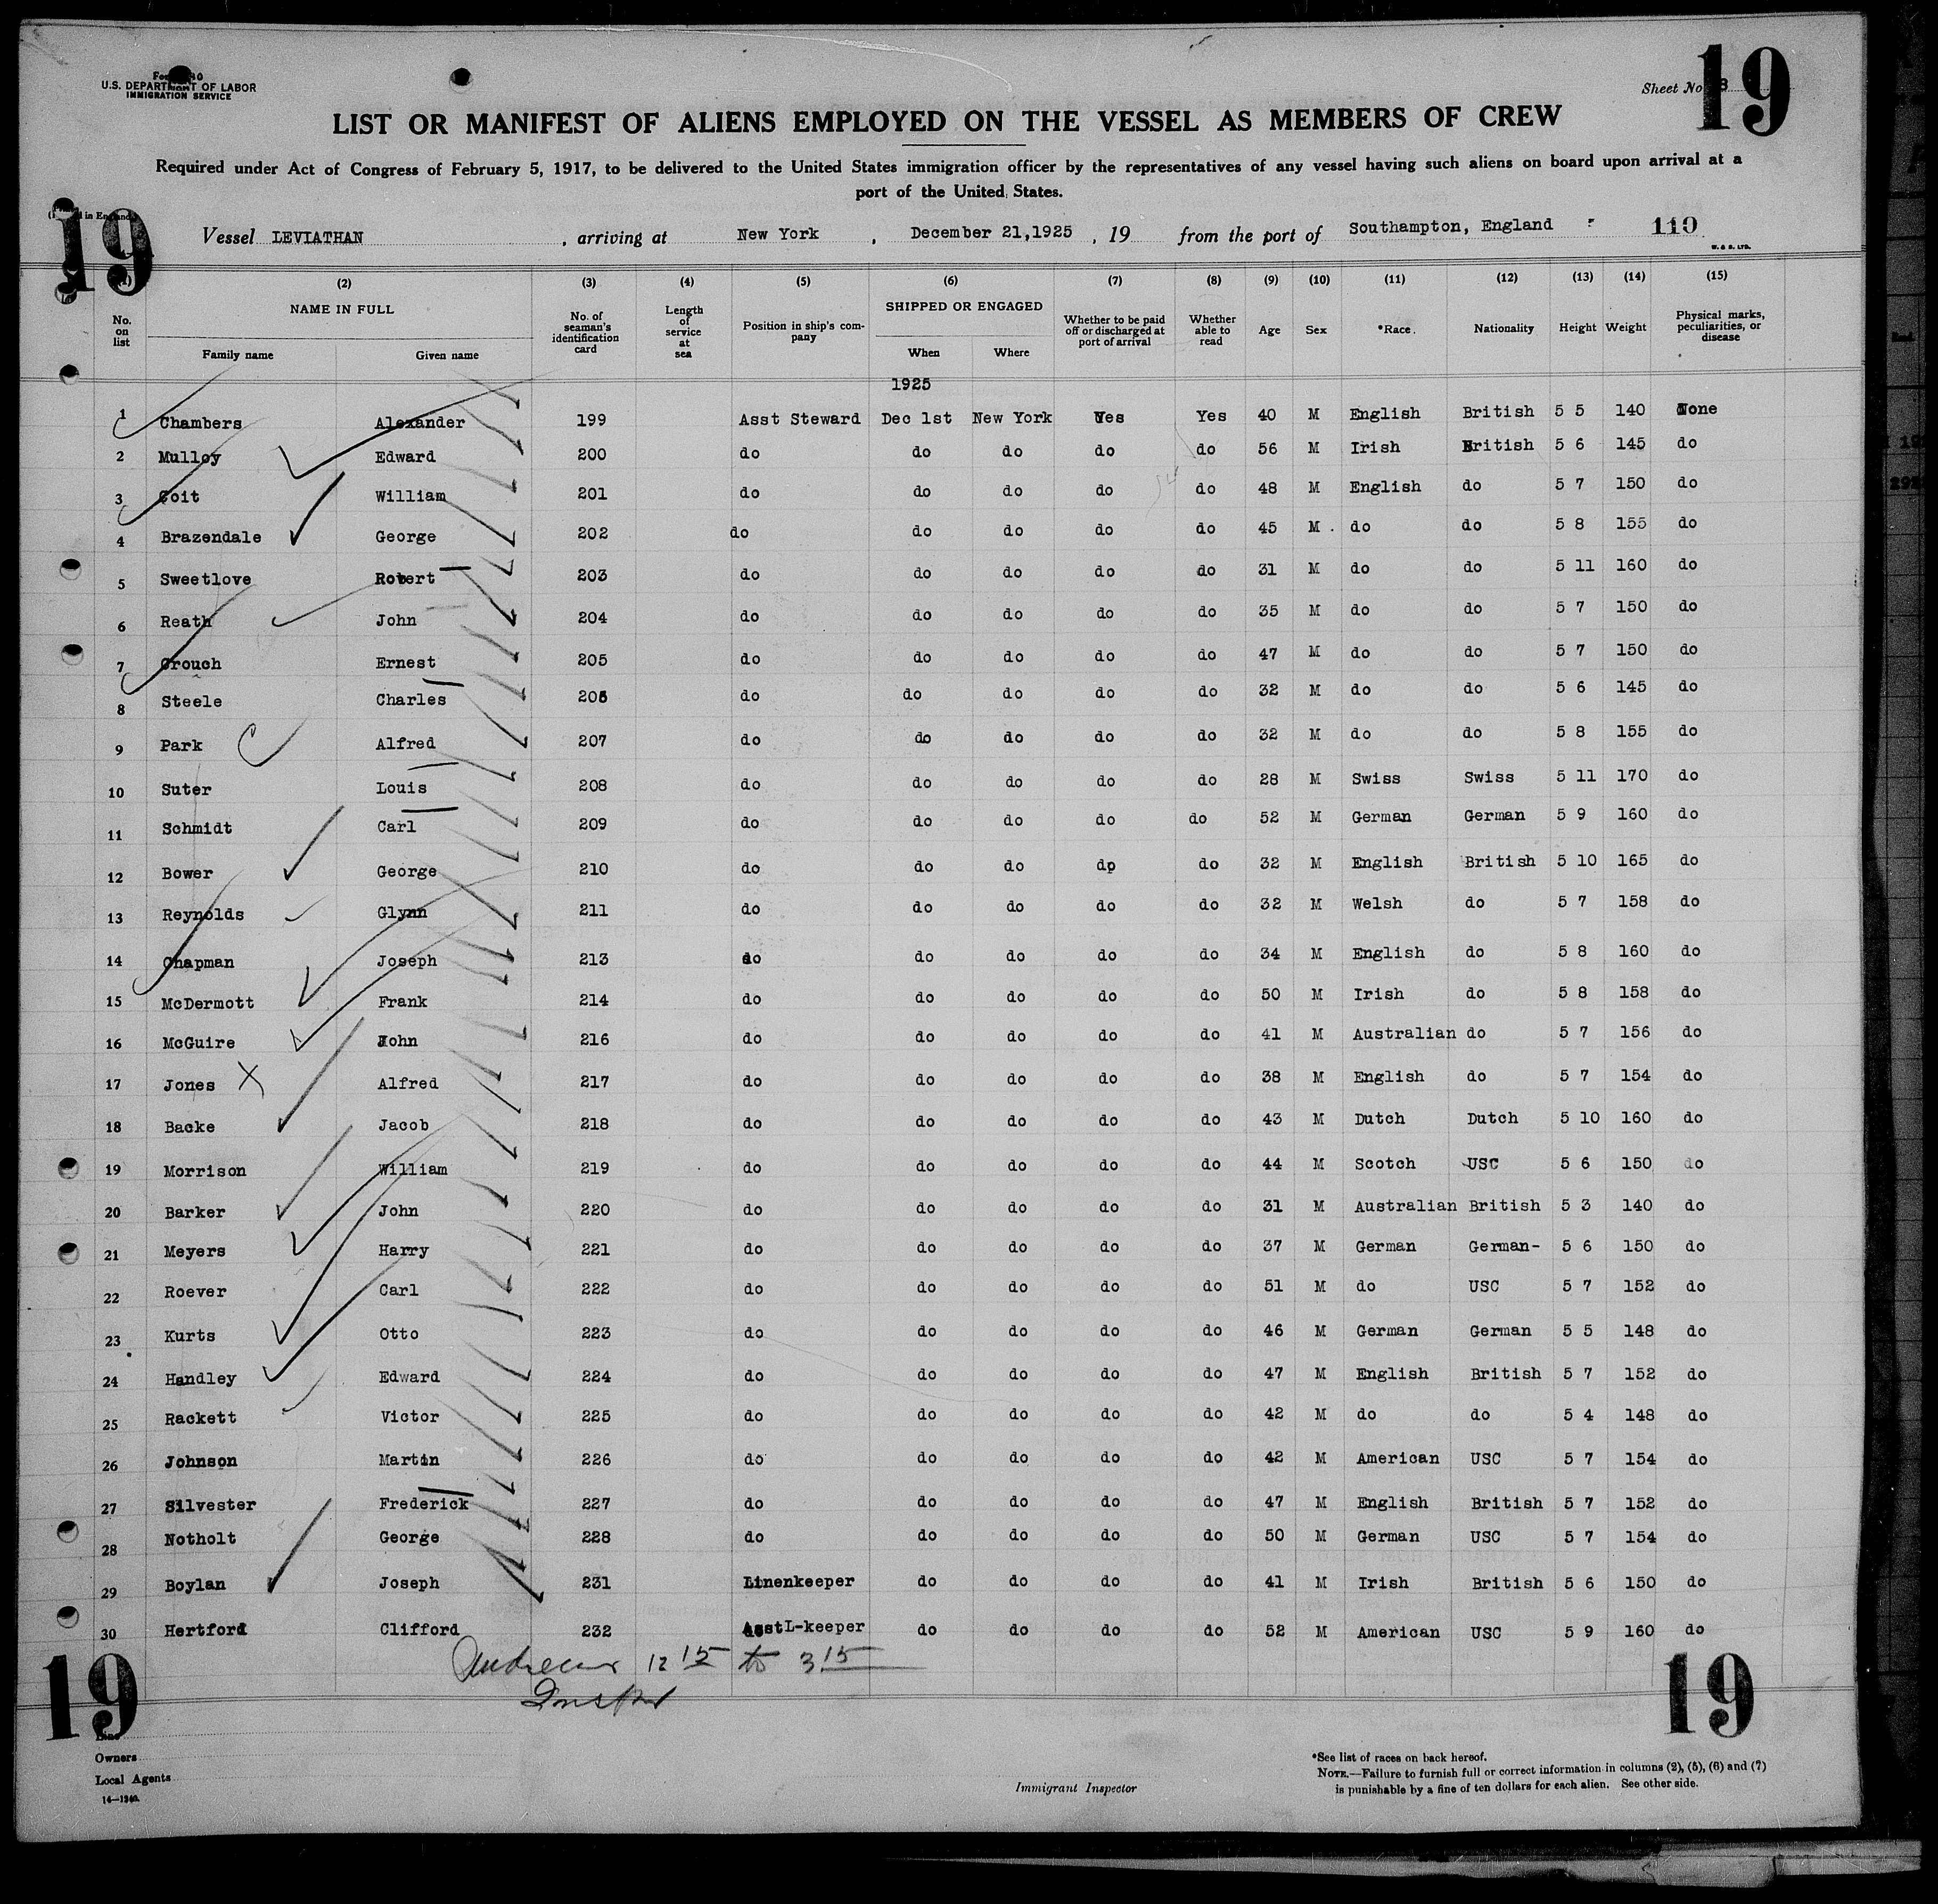 U.S. DEPARTMENT OF LABOR
IMMIGRATION SERVICE
Sheet No.
19
LIST OR MANIFEST OF ALIENS EMPLOYED ON THE VESSEL AS MEMBERS OF CREW
Required under Act of Congress of February 5, 1917, to be delivered to the United States immigration officer by the representatives of any vessel having such aliens on board upon arrival at a
port of the United States.
in England
19
Vessel LEVIATHAN, arriving at New York, December 21,1925, 19 from the port of Southampton, England 110
W. & S. LTD.
(2) (3) (4) (5) (6) (7) (8) (9) (10) (11) (12) (13) (14) (15)
No. on list NAME IN FULL Family name Given name No. of seaman's identification card Length of service at sea Position in ship's company SHIPPED OR ENGAGED When Where Whether to be paid off or discharged at port of arrival Whether able to read Age Sex *Race. Nationality Height Weight Physical marks, peculiarities, or disease
1925
1 Chambers Alexander 199 Asst Steward Dec 1st New York Yes Yes 40 M English British 5 5 140 None
2 Mulloy Edward 200 do do do do do 56 M Irish British 5 6 145 do
3 Coit William 201 do do do do do 48 M English do 5 7 150 do
4 Brazendale George 202 do do do do do 45 M . do do 5 8 155 do
5 Sweetlove Robert 203 do do do do do 31 M do do 5 11 160 do
6 Reath John 204 do do do do do 35 M do do 5 7 150 do
7 Crouch Ernest 205 do do do do do 47 M do do 5 7 150 do
8 Steele Charles 206 do do do do do 32 M do do 5 6 145 do
9 Park Alfred 207 do do do do do 32 M do do 5 8 155 do
10 Suter Louis 208 do do do do do 28 M Swiss Swiss 5 11 170 do
11 Schmidt Carl 209 do do do do do 52 M German German 5 9 160 do
12 Bower George 210 do do do dp do 32 M English British 5 10 165 do
13 Reynolds Glynn 211 do do do do do 32 M Welsh do 5 7 158 do
14 Chapman Joseph 213 do do do do do 34 M English do 5 8 160 do
15 McDermott Frank 214 do do do do do 50 M Irish do 5 8 158 do
16 McGuire John 216 do do do do do 41 M Australian do 5 7 156 do
17 Jones X Alfred 217 do do do do do 38 M English do 5 7 154 do
18 Backe Jacob 218 do do do do do 43 M Dutch Dutch 5 10 160 do
19 Morrison William 219 do do do do do 44 M Scotch USC 5 6 150 do
20 Barker John 220 do do do do do 31 M Australian British 5 3 140 do
21 Meyers Harry 221 do do do do do 37 M German German- 5 6 150 do
22 Roever Carl 222 do do do do do 51 M do USC 5 7 152 do
23 Kurts Otto 223 do do do do do 46 M German German 5 5 148 do
24 Handley Edward 224 do do do do do 47 M English British 5 7 152 do
25 Rackett Victor 225 do do do do do 42 M do do 5 4 148 do
26 Johnson Martin 226 do do do do do 42 M American USC 5 7 154 do
27 Silvester Frederick 227 do do do do do 47 M English British 5 7 152 do
28 Notholt George 228 do do do do do 50 M German USC 5 7 154 do
29 Boylan Joseph 231 Linenkeeper do do do do 41 M Irish British 5 6 150 do
30 Hertford Clifford 232 AsstL-keeper do do do do 52 M American USC 5 9 160 do
12 15 to 3 15
19
19
Owners
Local Agents
14—1240
Immigrant Inspector
*See list of races on back hereof.
NOTE.—Failure to furnish full or correct information in columns (2), (5), (6) and (7)
is punishable by a fine of ten dollars for each alien. See other side.